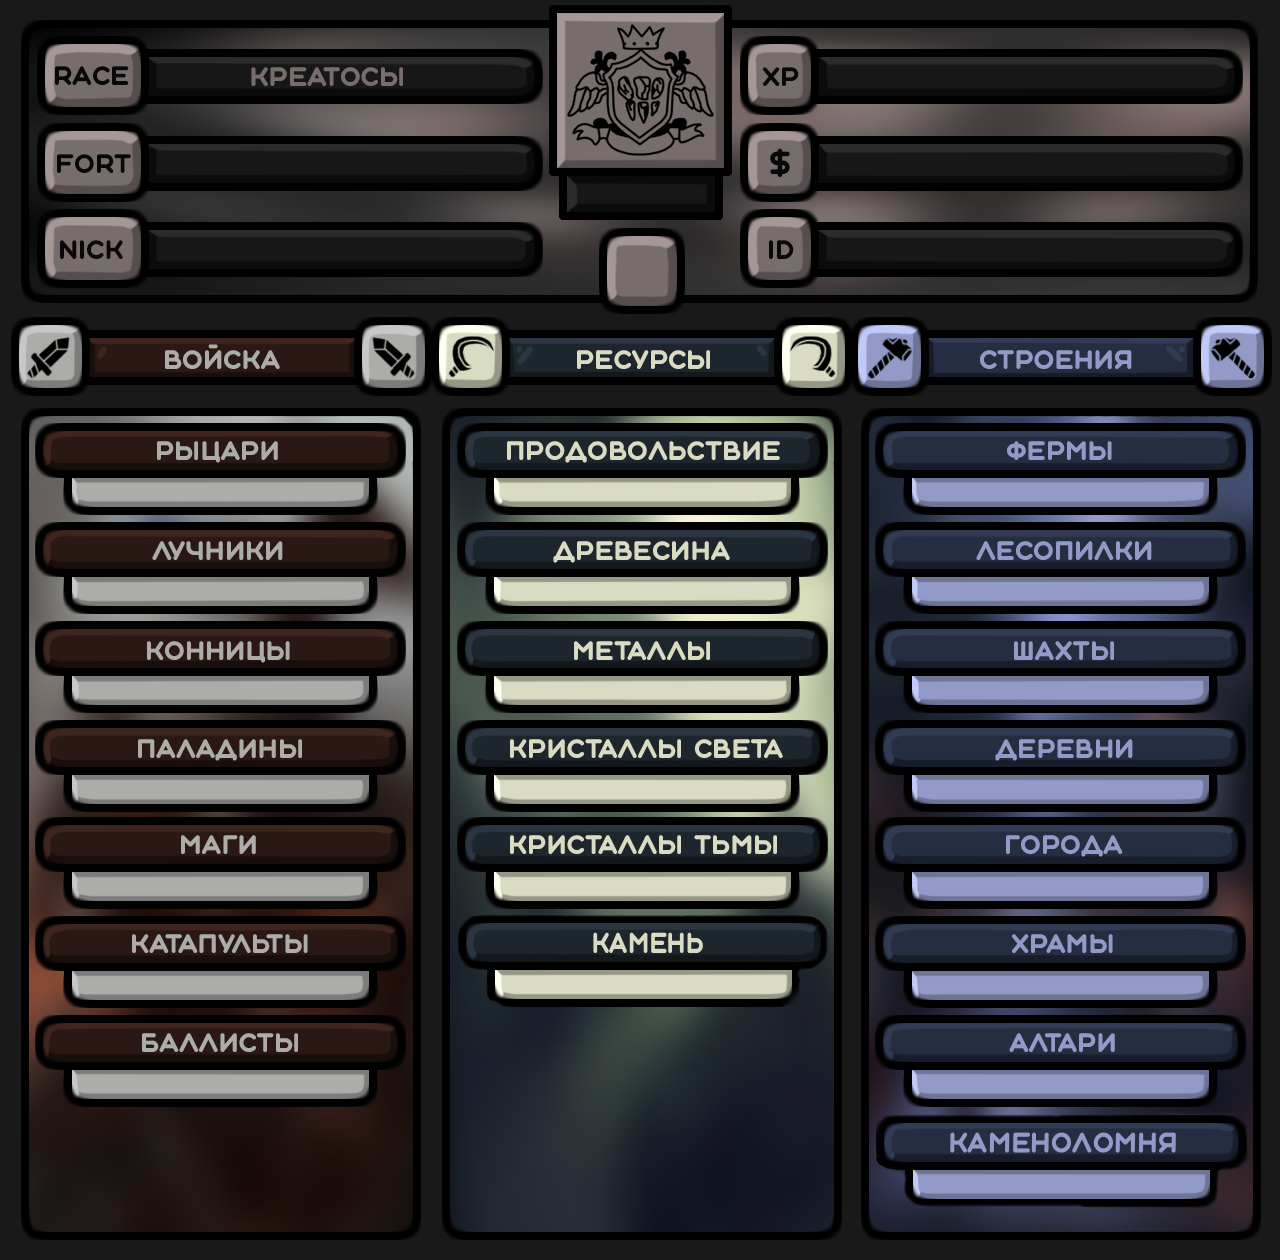 RACE
КРЕАТОСЫ
FORT
NICK
XP
$
ID
ВОЙСКА
РЫЦАРИ
ЛУЧНИКИ
КОННИЦЫ
ПАЛАДИНЫ
МАГИ
КАТАПУЛЬТЫ
БАЛЛИСТЫ
РЕСУРСЫ
ПРОДОВОЛЬСТВИЕ
ДРЕВЕСИНА
МЕТАЛЛЫ
КРИСТАЛЛЫ СВЕТА
КРИСТАЛЛЫ ТЬМЫ
КАМЕНЬ
СТРОЕНИЯ
ФЕРМЫ
ЛЕСОПИЛКИ
ШАХТЫ
ДЕРЕВНИ
ГОРОДА
ХРАМЫ
АЛТАРИ
КАМЕНОЛОМНЯ